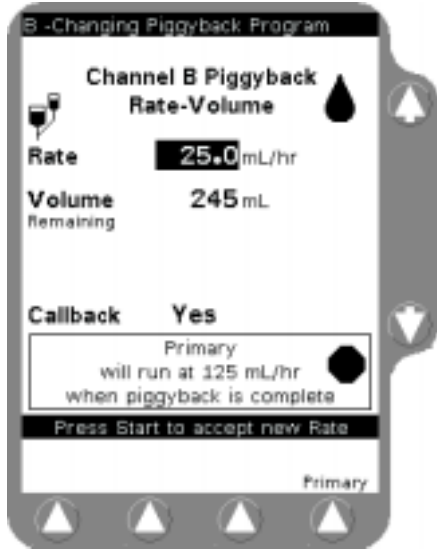 B -Changing Piggyback Program
Channel B Piggyback
Rate-Volume
Rate 25.0 mL/hr
Volume 245 mL
Remaining
Callback Yes
Primary
will run at 125 mL/hr
when piggyback is complete
Press Start to accept new Rate
Primary